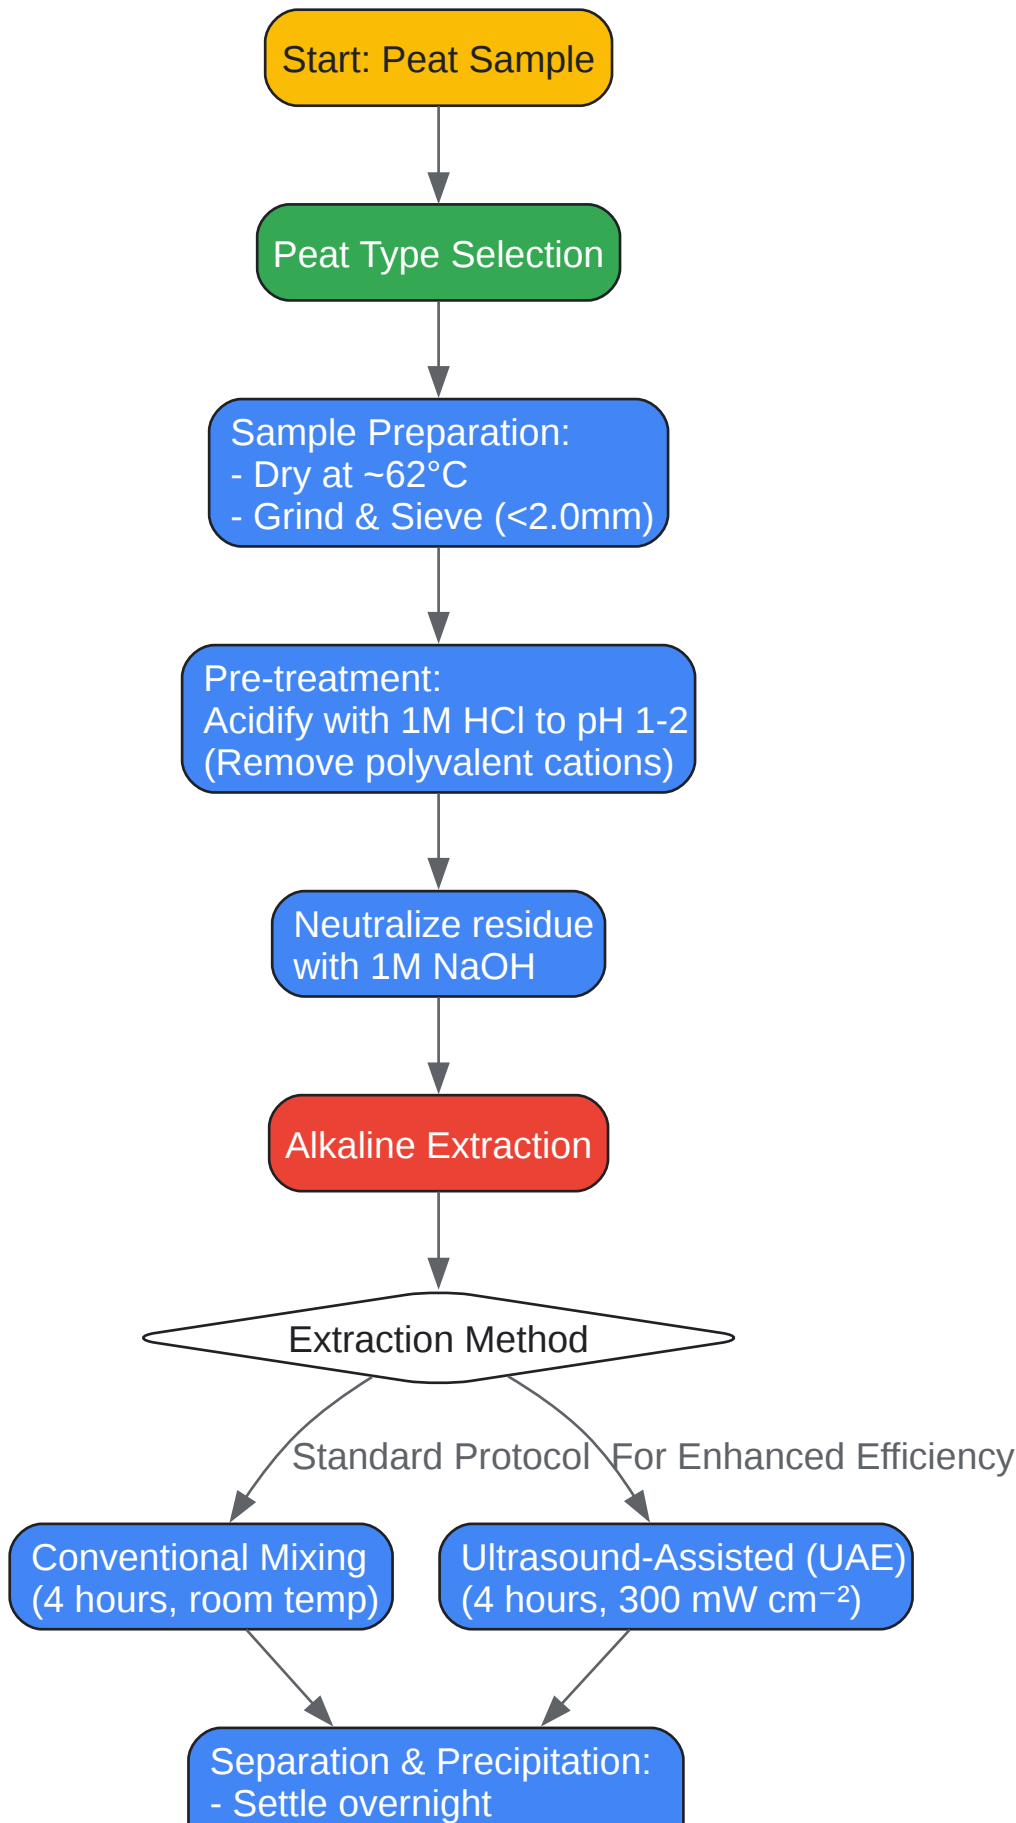 Start: Peat Sample
Peat Type Selection
Sample Preparation:
- Dry at ~62°C
- Grind & Sieve (<2.0mm)
Pre-treatment:
Acidify with 1M HCl to pH 1-2
(Remove polyvalent cations)
Neutralize residue
with 1M NaOH
Alkaline Extraction
Extraction Method
Standard Protocol
For Enhanced Efficiency
Conventional Mixing
(4 hours, room temp)
Ultrasound-Assisted (UAE)
(4 hours, 300 mW cm⁻²)
Separation & Precipitation:
- Settle overnight